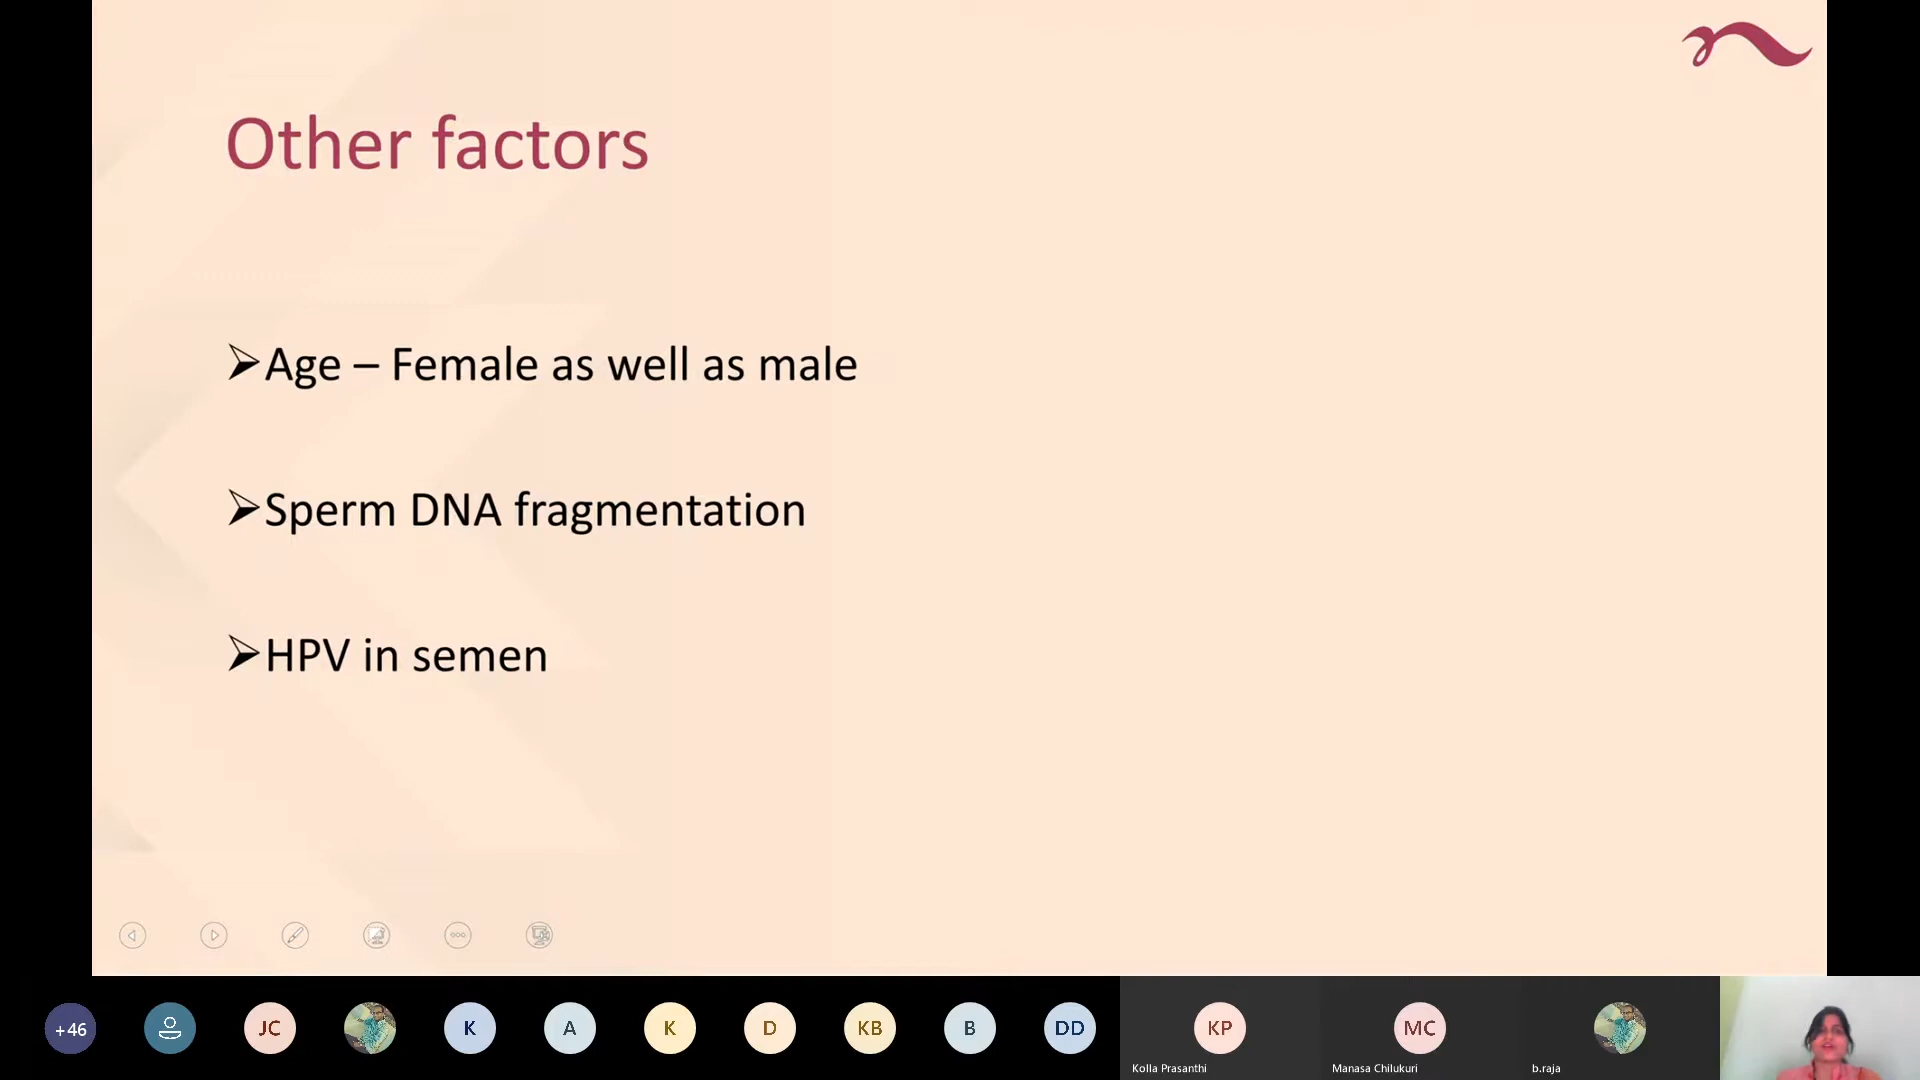 Other factors
➢Age – Female as well as male
➢Sperm DNA fragmentation
➢HPV in semen
+46
JC
K
A
K
D
KB
B
DD
KP
MC
Kolla Prasanthi
Manasa Chilukuri
b.raja